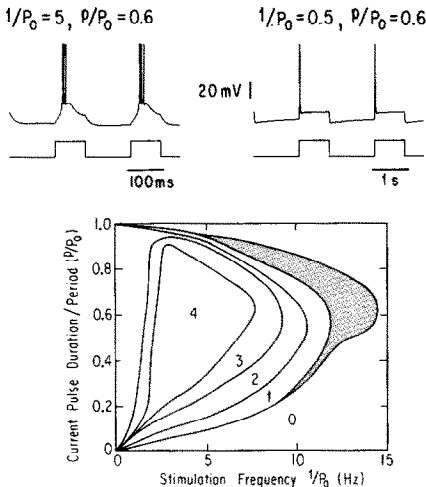 1/P₀ = 5 , p/P₀ = 0.6
1/P₀ = 0.5 , p/P₀ = 0.6
20 mV
100ms
1 s
Current Pulse Duration / Period (p/P₀)
1.0
0.8
0.6
0.4
0.2
0
4
3
2
1
0
0
5
10
15
Stimulation Frequency 1/P₀ (Hz)